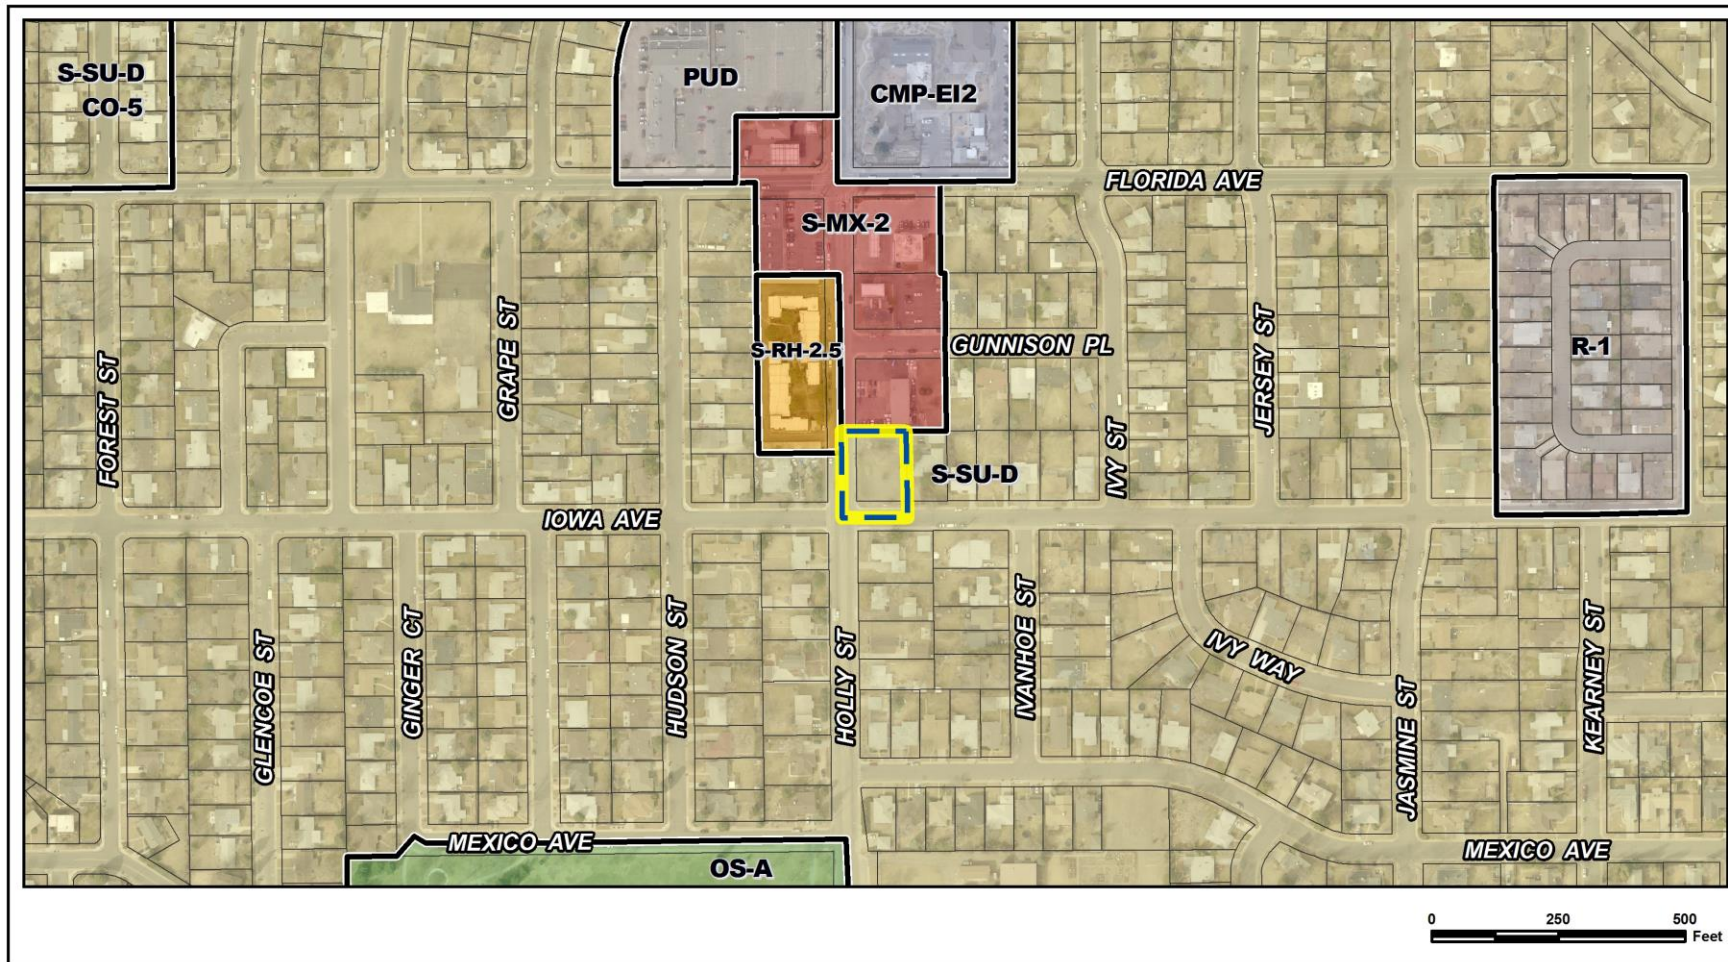 S-SU-D
CO-5
PUD
CMP-EI2
FLORIDA AVE
S-MX-2
GRAPE ST
S-RH-2.5
GUNNISON PL
JERSEY ST
R-1
FOREST ST
IVY ST
S-SU-D
IOWA AVE
GLENCOE ST
GINGER CT
HUDSON ST
HOLLY ST
IVANHOE ST
IVY WAY
JASMINE ST
KEARNEY ST
MEXICO AVE
MEXICO AVE
OS-A
0 250 500
Feet